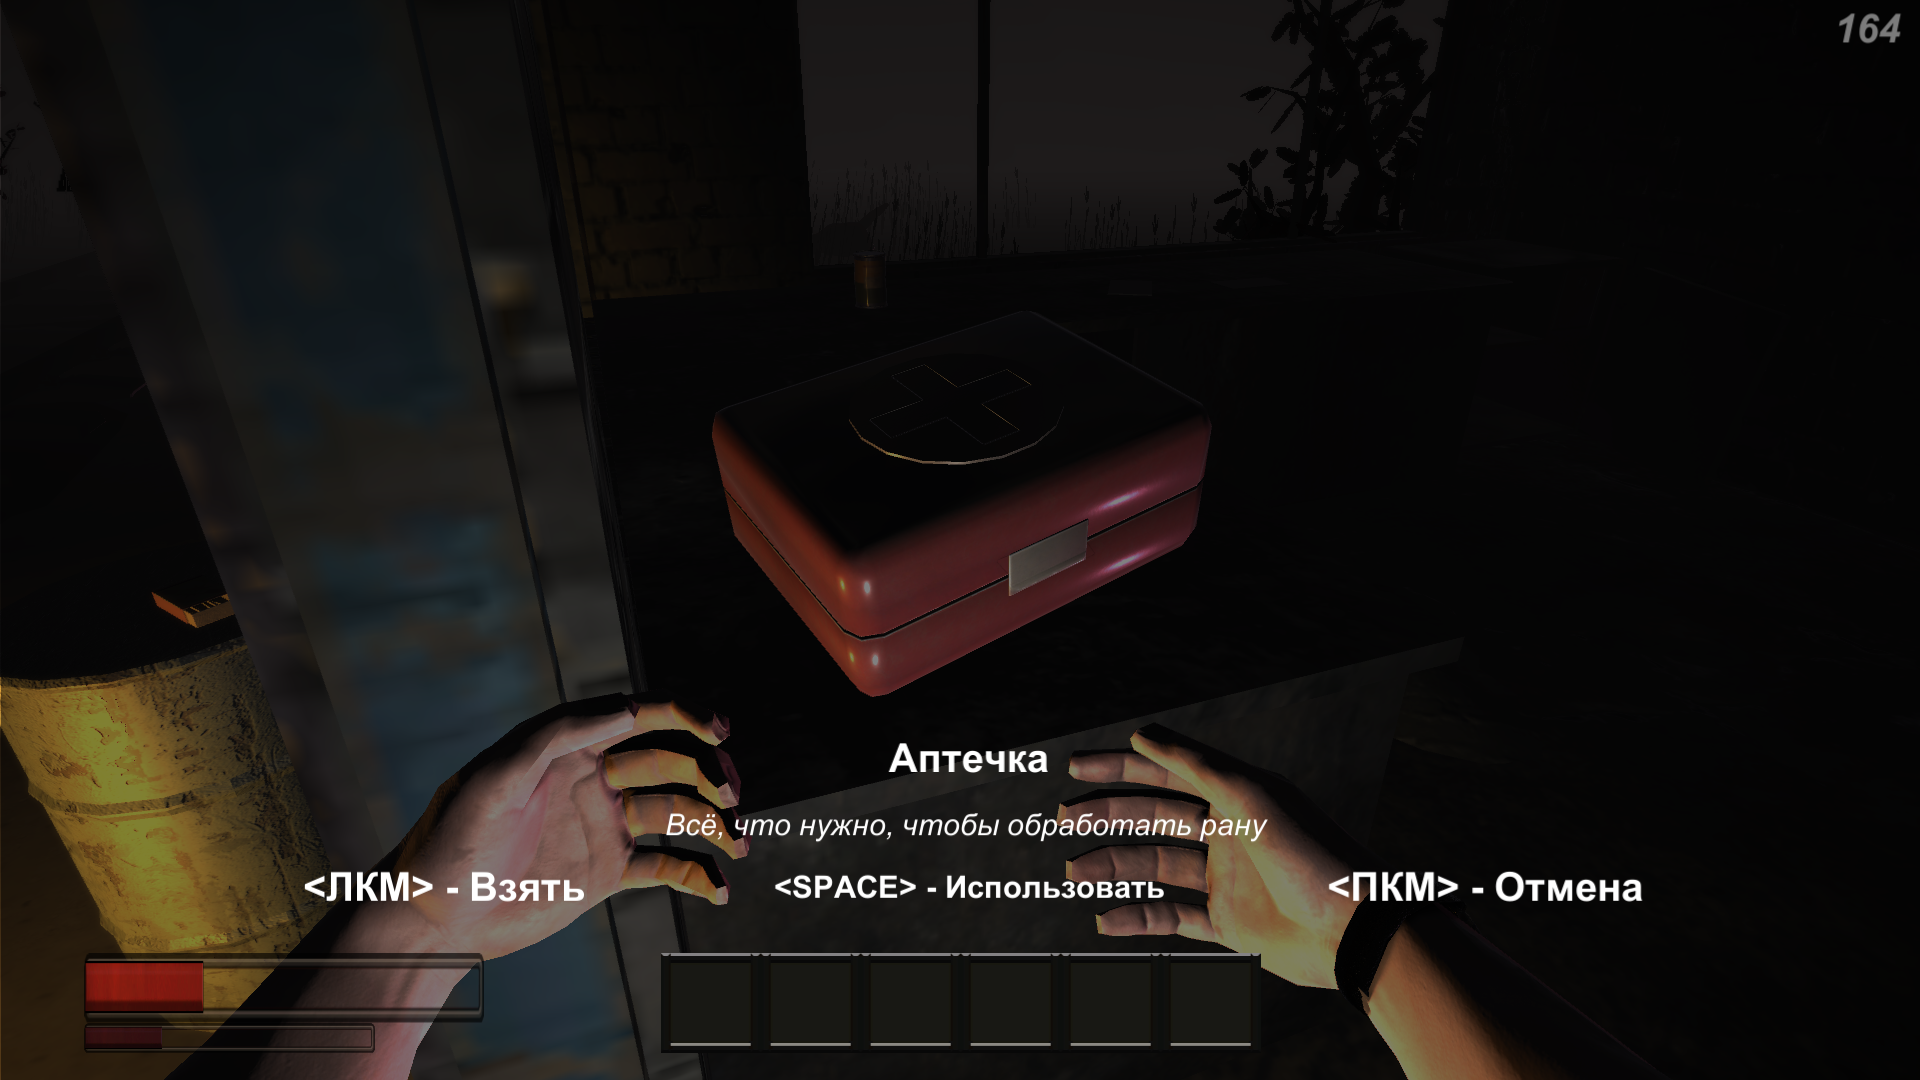 164
Аптечка
Всё, что нужно, чтобы обработать рану
<ЛКМ> - Взять
<SPACE> - Использовать
<ПКМ> - Отмена